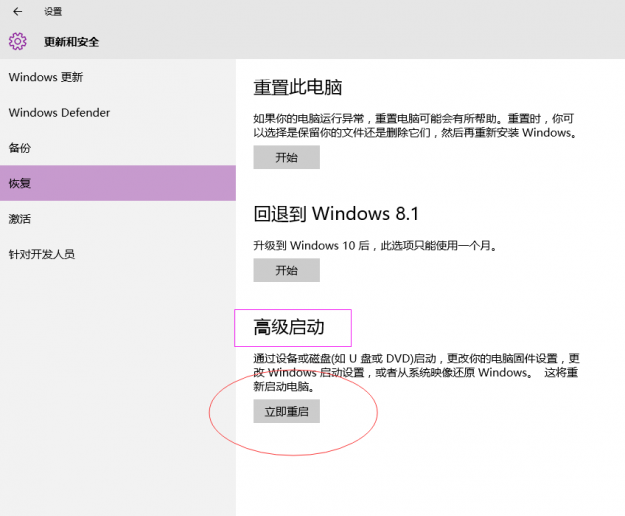 设置
更新和安全
Windows 更新
Windows Defender
备份
恢复
激活
针对开发人员
重置此电脑
如果你的电脑运行异常，重置电脑可能会有所帮助。重置时，你可
以选择是保留你的文件还是删除它们，然后再重新安装 Windows。
开始
回退到 Windows 8.1
升级到 Windows 10 后，此选项只能使用一个月。
开始
高级启动
通过设备或磁盘(如 U 盘或 DVD)启动，更改你的电脑固件设置，更
改 Windows 启动设置，或者从系统映像还原 Windows。 这将重
新启动电脑。
立即重启